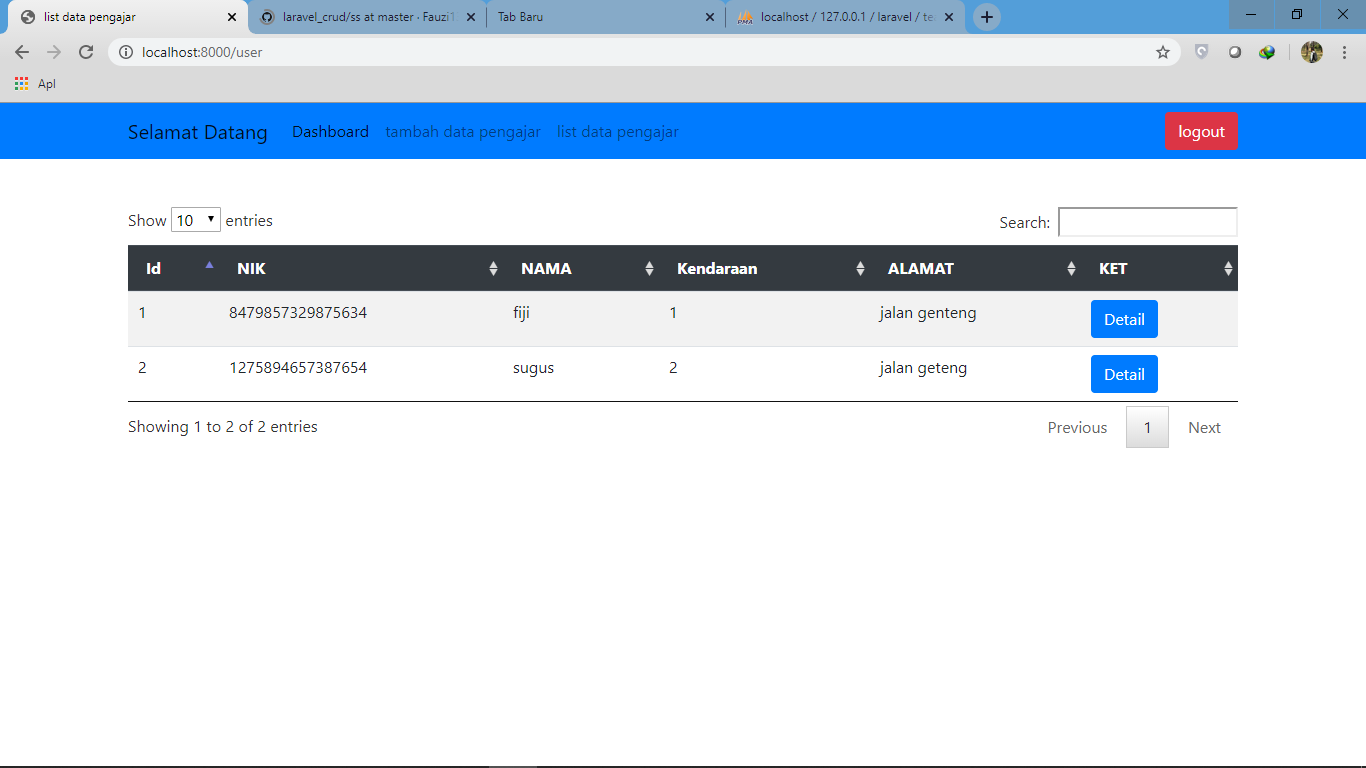 list data pengajar laravel_crud/ss at master · Fauzi1 Tab Baru localhost / 127.0.0.1 / laravel / te
localhost:8000/user
Apl
Selamat Datang Dashboard tambah data pengajar list data pengajar logout
Show 10 entries Search:
Id NIK NAMA Kendaraan ALAMAT KET
1 8479857329875634 fiji 1 jalan genteng Detail
2 1275894657387654 sugus 2 jalan geteng Detail
Showing 1 to 2 of 2 entries Previous 1 Next